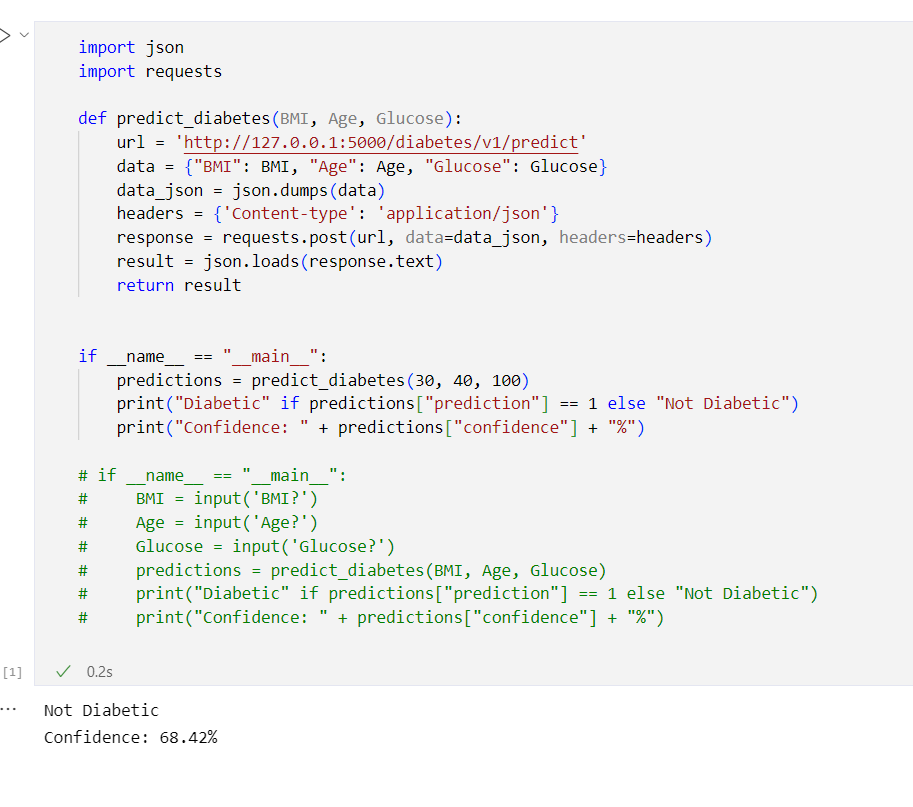 import json
import requests
def predict_diabetes(BMI, Age, Glucose):
    url = 'http://127.0.0.1:5000/diabetes/v1/predict'
    data = {"BMI": BMI, "Age": Age, "Glucose": Glucose}
    data_json = json.dumps(data)
    headers = {'Content-type': 'application/json'}
    response = requests.post(url, data=data_json, headers=headers)
    result = json.loads(response.text)
    return result
if __name__ == "__main__":
    predictions = predict_diabetes(30, 40, 100)
    print("Diabetic" if predictions["prediction"] == 1 else "Not Diabetic")
    print("Confidence: " + predictions["confidence"] + "%")
# if __name__ == "__main__":
#     BMI = input('BMI?')
#     Age = input('Age?')
#     Glucose = input('Glucose?')
#     predictions = predict_diabetes(BMI, Age, Glucose)
#     print("Diabetic" if predictions["prediction"] == 1 else "Not Diabetic")
#     print("Confidence: " + predictions["confidence"] + "%")
[1] ✓ 0.2s
... Not Diabetic
Confidence: 68.42%